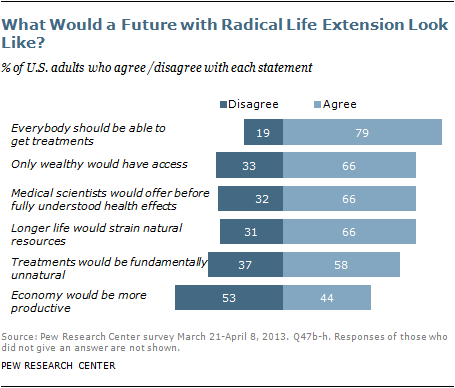 What Would a Future with Radical Life Extension Look
Like?
% of U.S. adults who agree /disagree with each statement
Disagree Agree
Everybody should be able to
get treatments
19 79
Only wealthy would have access
33 66
Medical scientists would offer before
fully understood health effects
32 66
Longer life would strain natural
resources
31 66
Treatments would be fundamentally
unnatural
37 58
Economy would be more
productive
53 44
Source: Pew Research Center survey March 21-April 8, 2013. Q47b-h. Responses of those who
did not give an answer are not shown.
PEW RESEARCH CENTER